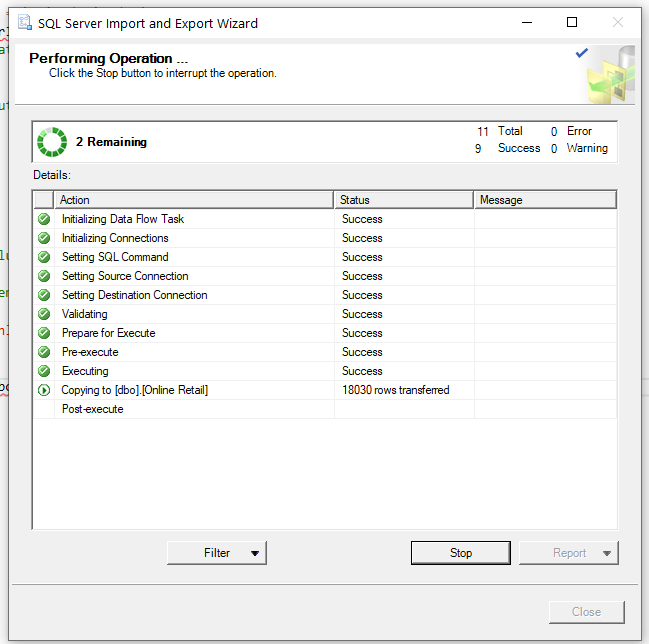 SQL Server Import and Export Wizard
Performing Operation ...
Click the Stop button to interrupt the operation.
2 Remaining
11 Total 0 Error
9 Success 0 Warning
Details:
Action Status Message
Initializing Data Flow Task Success
Initializing Connections Success
Setting SQL Command Success
Setting Source Connection Success
Setting Destination Connection Success
Validating Success
Prepare for Execute Success
Pre-execute Success
Executing Success
Copying to [dbo].[Online Retail] 18030 rows transferred
Post-execute
Filter Stop Report
Close